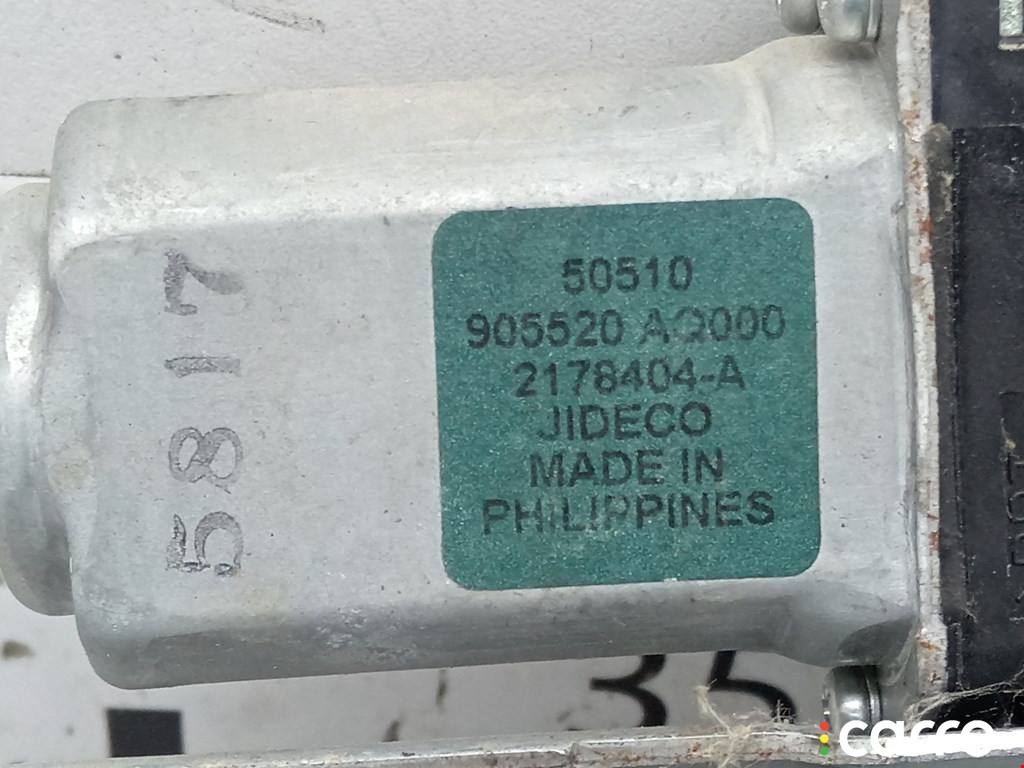 50510
905520 AQ000
2178404-A
JIDECO
MADE IN
PHILIPPINES
5817
35
carro